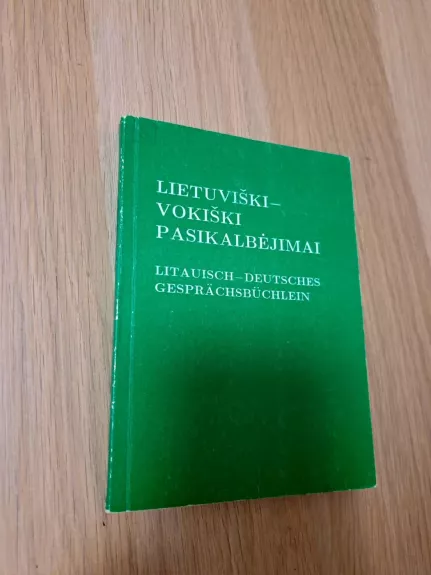 LIETUVIŠKI–
VOKIŠKI
PASIKALBĖJIMAI
LITAUISCH–DEUTSCHES
GESPRÄCHSBÜCHLEIN